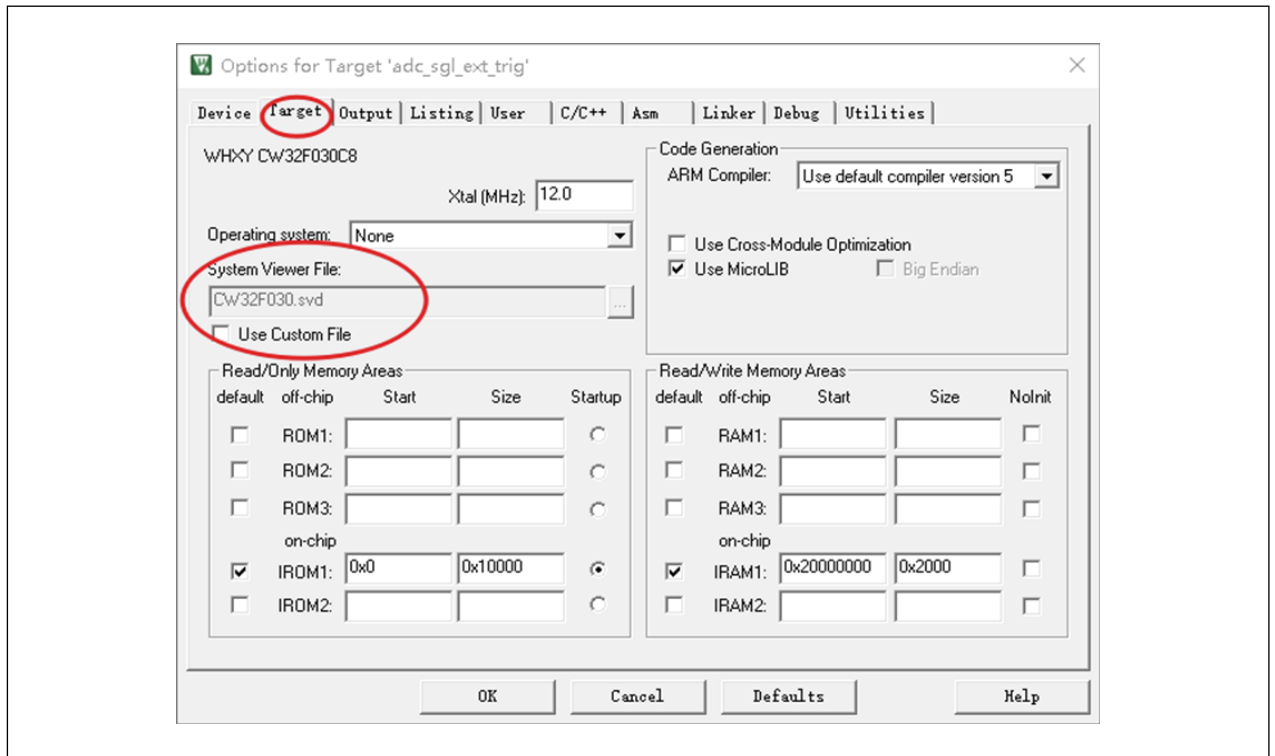 Options for Target 'adc_sgl_ext_trig'
Device Target Output Listing User C/C++ Asm Linker Debug Utilities
WHXY CW32F030C8
Xtal (MHz): 12.0
Operating system: None
System Viewer File:
CW32F030.svd ...
Use Custom File
Code Generation
ARM Compiler: Use default compiler version 5
Use Cross-Module Optimization
Use MicroLIB Big Endian
Read/Only Memory Areas
default off-chip Start Size Startup
ROM1:
ROM2:
ROM3:
on-chip
IROM1: 0x0 0x10000
IROM2:
Read/Write Memory Areas
default off-chip Start Size NoInit
RAM1:
RAM2:
RAM3:
on-chip
IRAM1: 0x20000000 0x2000
IRAM2:
OK Cancel Defaults Help